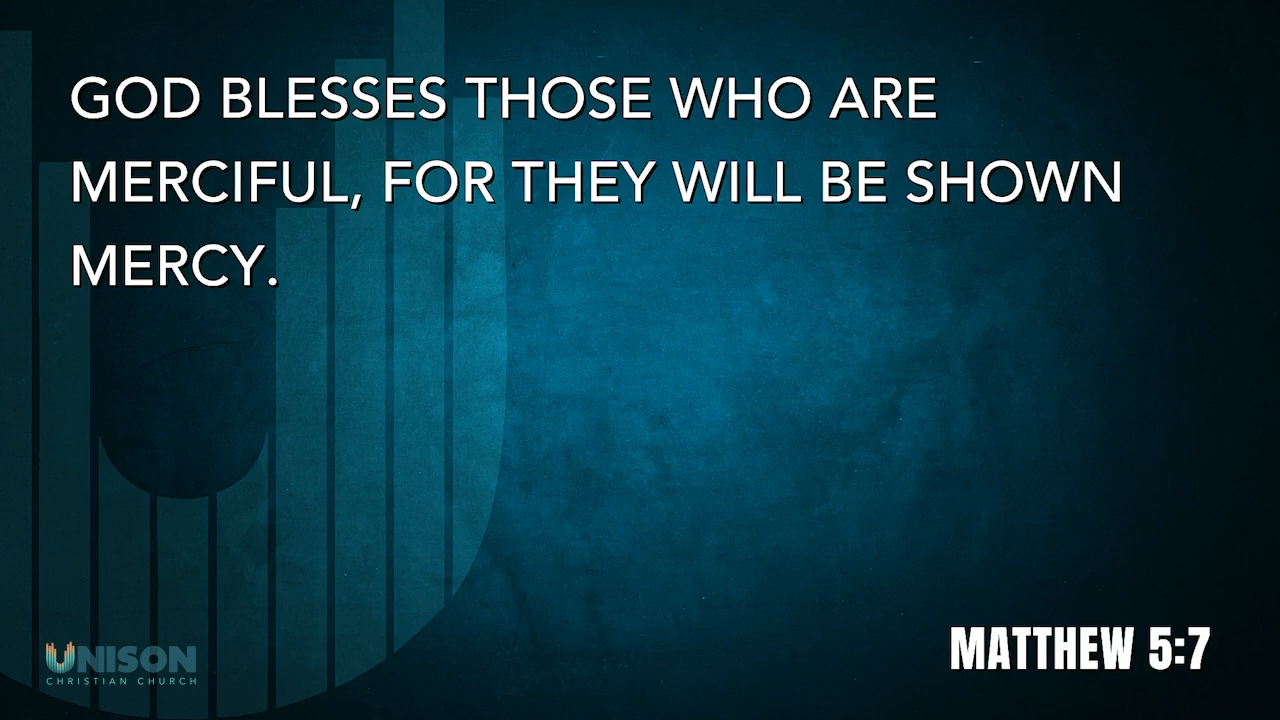 GOD BLESSES THOSE WHO ARE
MERCIFUL, FOR THEY WILL BE SHOWN
MERCY.
MATTHEW 5:7
UNISON
CHRISTIAN CHURCH